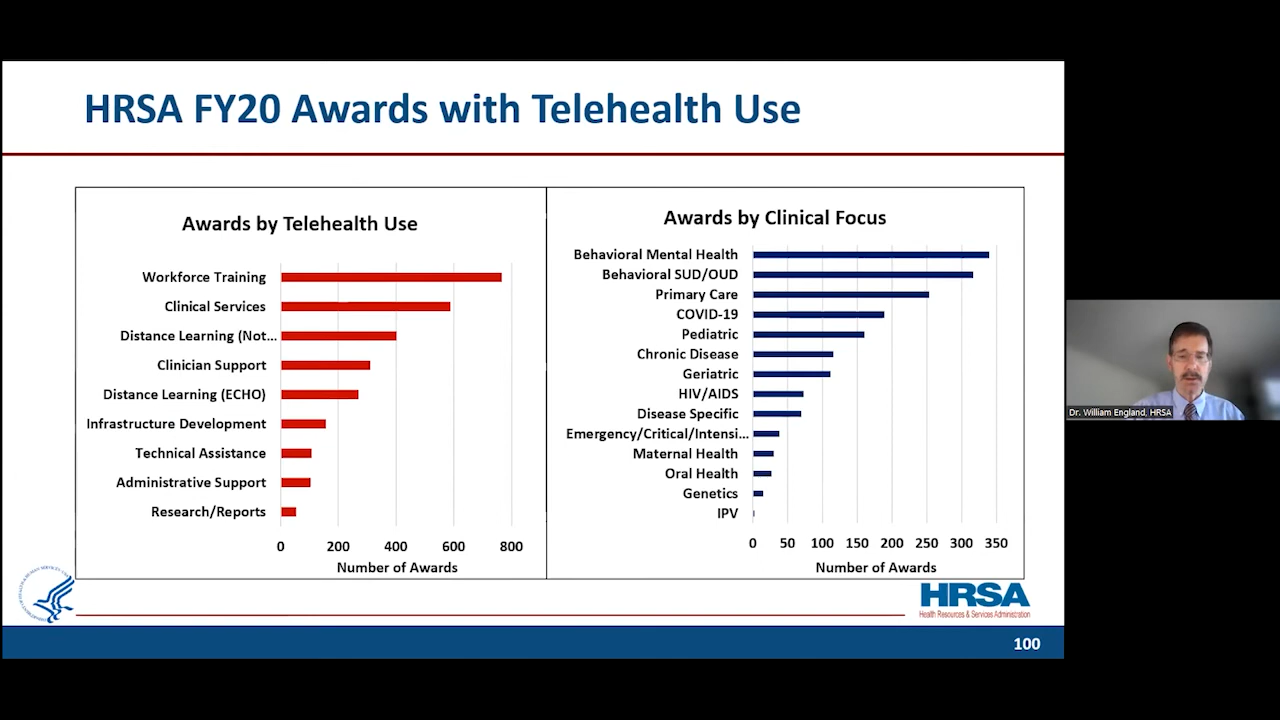 HRSA FY20 Awards with Telehealth Use
Awards by Telehealth Use
Workforce Training
Clinical Services
Distance Learning (Not...
Clinician Support
Distance Learning (ECHO)
Infrastructure Development
Technical Assistance
Administrative Support
Research/Reports
0 200 400 600 800
Number of Awards
Awards by Clinical Focus
Behavioral Mental Health
Behavioral SUD/OUD
Primary Care
COVID-19
Pediatric
Chronic Disease
Geriatric
HIV/AIDS
Disease Specific
Emergency/Critical/Intensi...
Maternal Health
Oral Health
Genetics
IPV
0 50 100 150 200 250 300 350
Number of Awards
Dr. William England, HRSA
HRSA
Health Resources & Services Administration
100